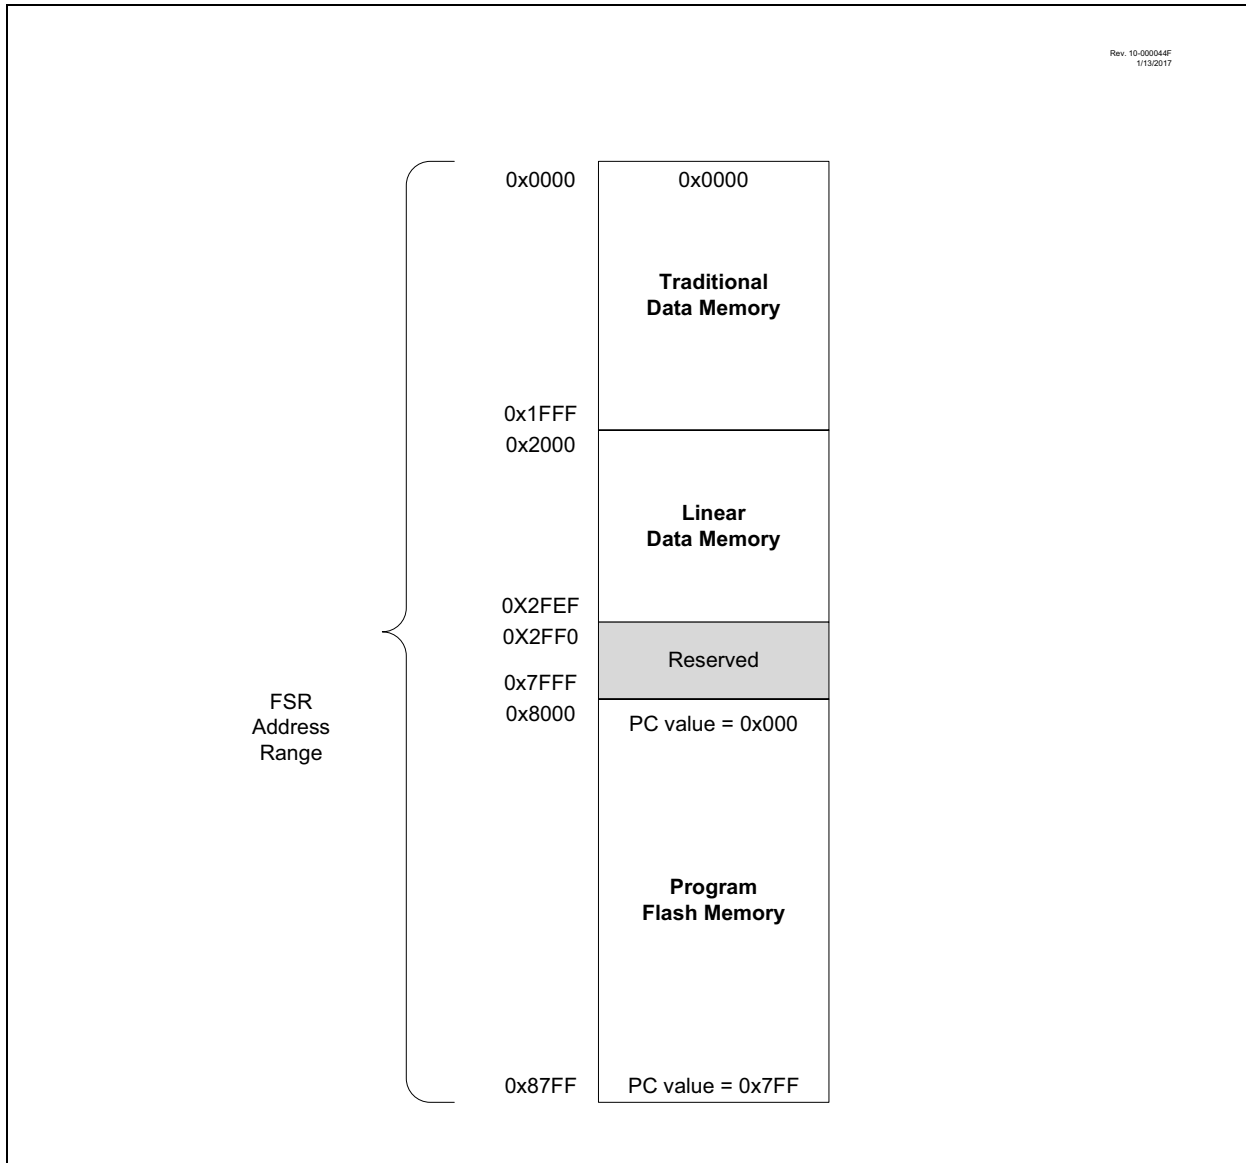 Rev. 10-000044F
1/13/2017
0x0000
0x0000
Traditional
Data Memory
0x1FFF
0x2000
Linear
Data Memory
0X2FEF
0X2FF0
Reserved
0x7FFF
0x8000
PC value = 0x000
FSR
Address
Range
Program
Flash Memory
0x87FF
PC value = 0x7FF